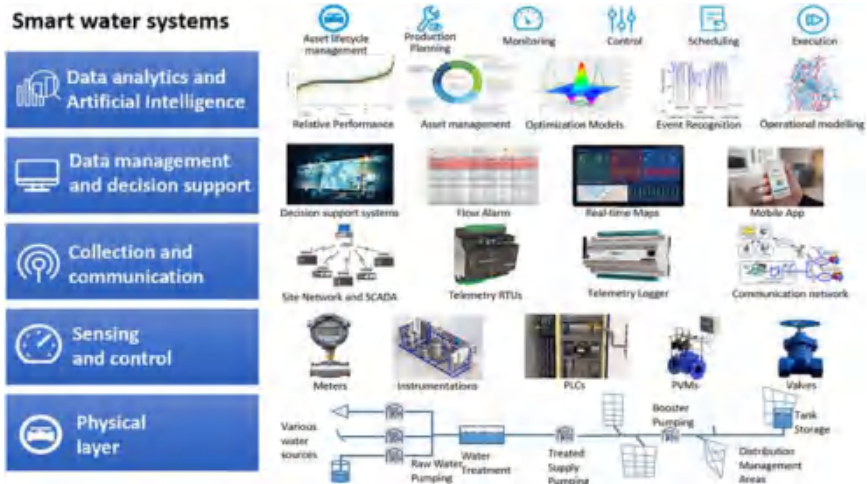 Smart water systems
Asset lifecycle
management
Production
Planning
Monitoring
Control
Scheduling
Execution
Data analytics and
Artificial Intelligence
Relative Performance
Asset management
Optimization Models
Event Recognition
Operational modelling
Data management
and decision support
Decision support systems
Flour Alarm
Real-time Maps
Mobile App
Collection and
communication
Site Network and SCADA
Telemetry RTUs
Telemetry Logger
Communication network
Sensing
and control
Meters
Instrumentations
PLCs
PVMs
Valves
Physical
layer
Various
water
sources
Raw Water
Pumping
Water
Treatment
Treated
Supply
Pumping
Booster
Pumping
Distribution
Management
Areas
Tank
Storage